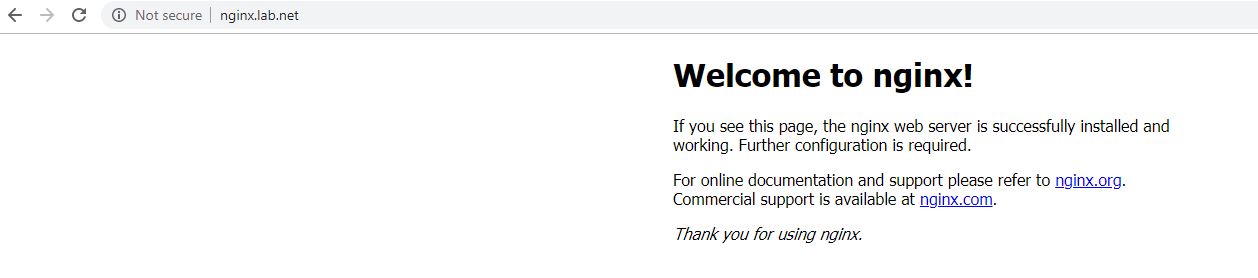 Not secure | nginx.lab.net
Welcome to nginx!
If you see this page, the nginx web server is successfully installed and
working. Further configuration is required.
For online documentation and support please refer to nginx.org.
Commercial support is available at nginx.com.
Thank you for using nginx.